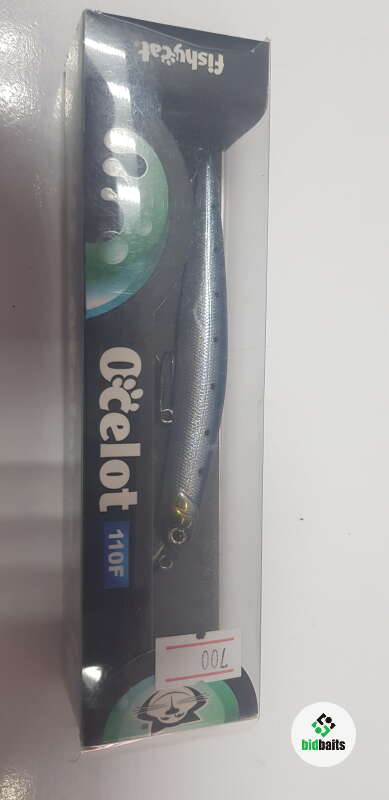 fishycat
Ocelot
110F
700
bidbaits